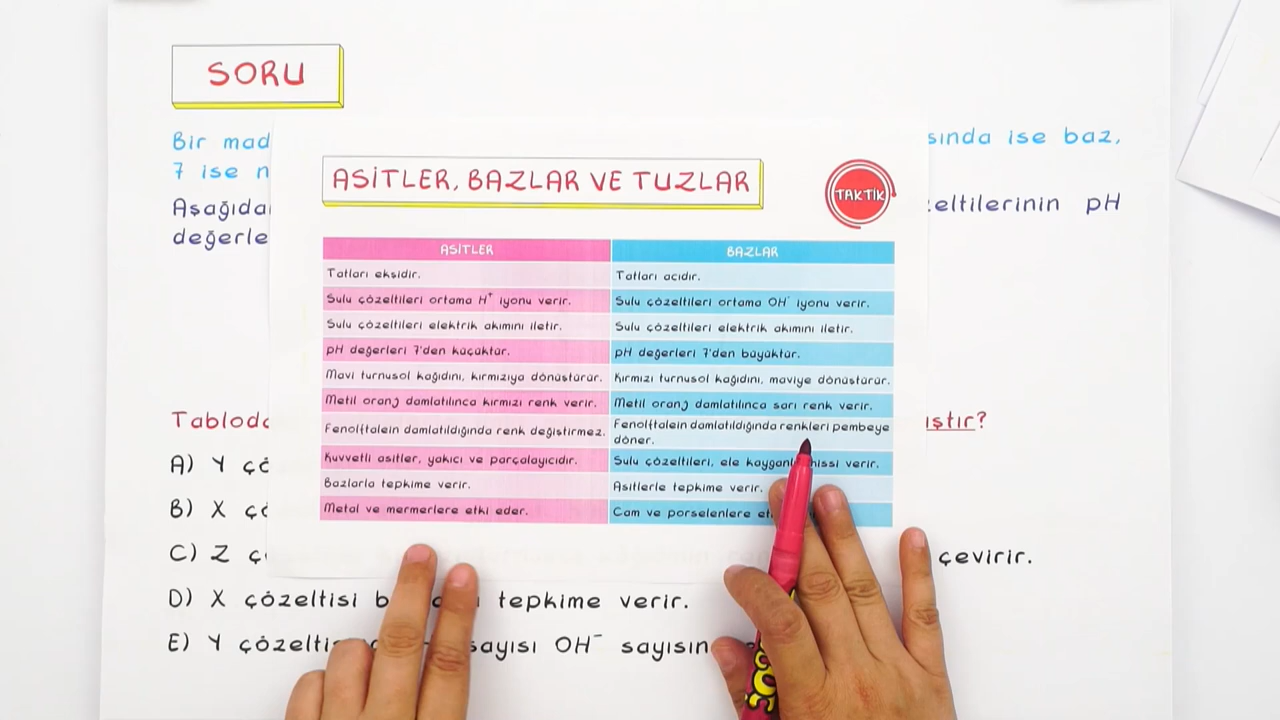 SORU
Bir mad
sında ise baz,
7 ise n
Aşağıda
eltilerinin pH
değerle
ASİTLER, BAZLAR VE TUZLAR
TAKTİK
ASİTLER BAZLAR
Tatları ekşidir. Tatları acıdır.
Sulu çözeltileri ortama H⁺ iyonu verir. Sulu çözeltileri ortama OH⁻ iyonu verir.
Sulu çözeltileri elektrik akımını iletir. Sulu çözeltileri elektrik akımını iletir.
pH değerleri 7'den küçüktür. pH değerleri 7'den büyüktür.
Mavi turnusol kağıdını, kırmızıya dönüştürür. Kırmızı turnusol kağıdını, maviye dönüştürür.
Metil oranj damlatılınca kırmızı renk verir. Metil oranj damlatılınca sarı renk verir.
Fenolftalein damlatıldığında renk değiştirmez. Fenolftalein damlatıldığında renkleri pembeye
döner.
Kuvvetli asitler, yakıcı ve parçalayıcıdır. Sulu çözeltileri, ele kayganl hissi verir.
Bazlarla tepkime verir. Asitlerle tepkime verir.
Metal ve mermerlere etki eder. Cam ve porselenlere et
Tabloda
ıştır?
A) Y çö
B) X çö
C) Z ç
çevirir.
D) X çözeltisi b tepkime verir.
E) Y çözeltis sayısı OH⁻ sayısın